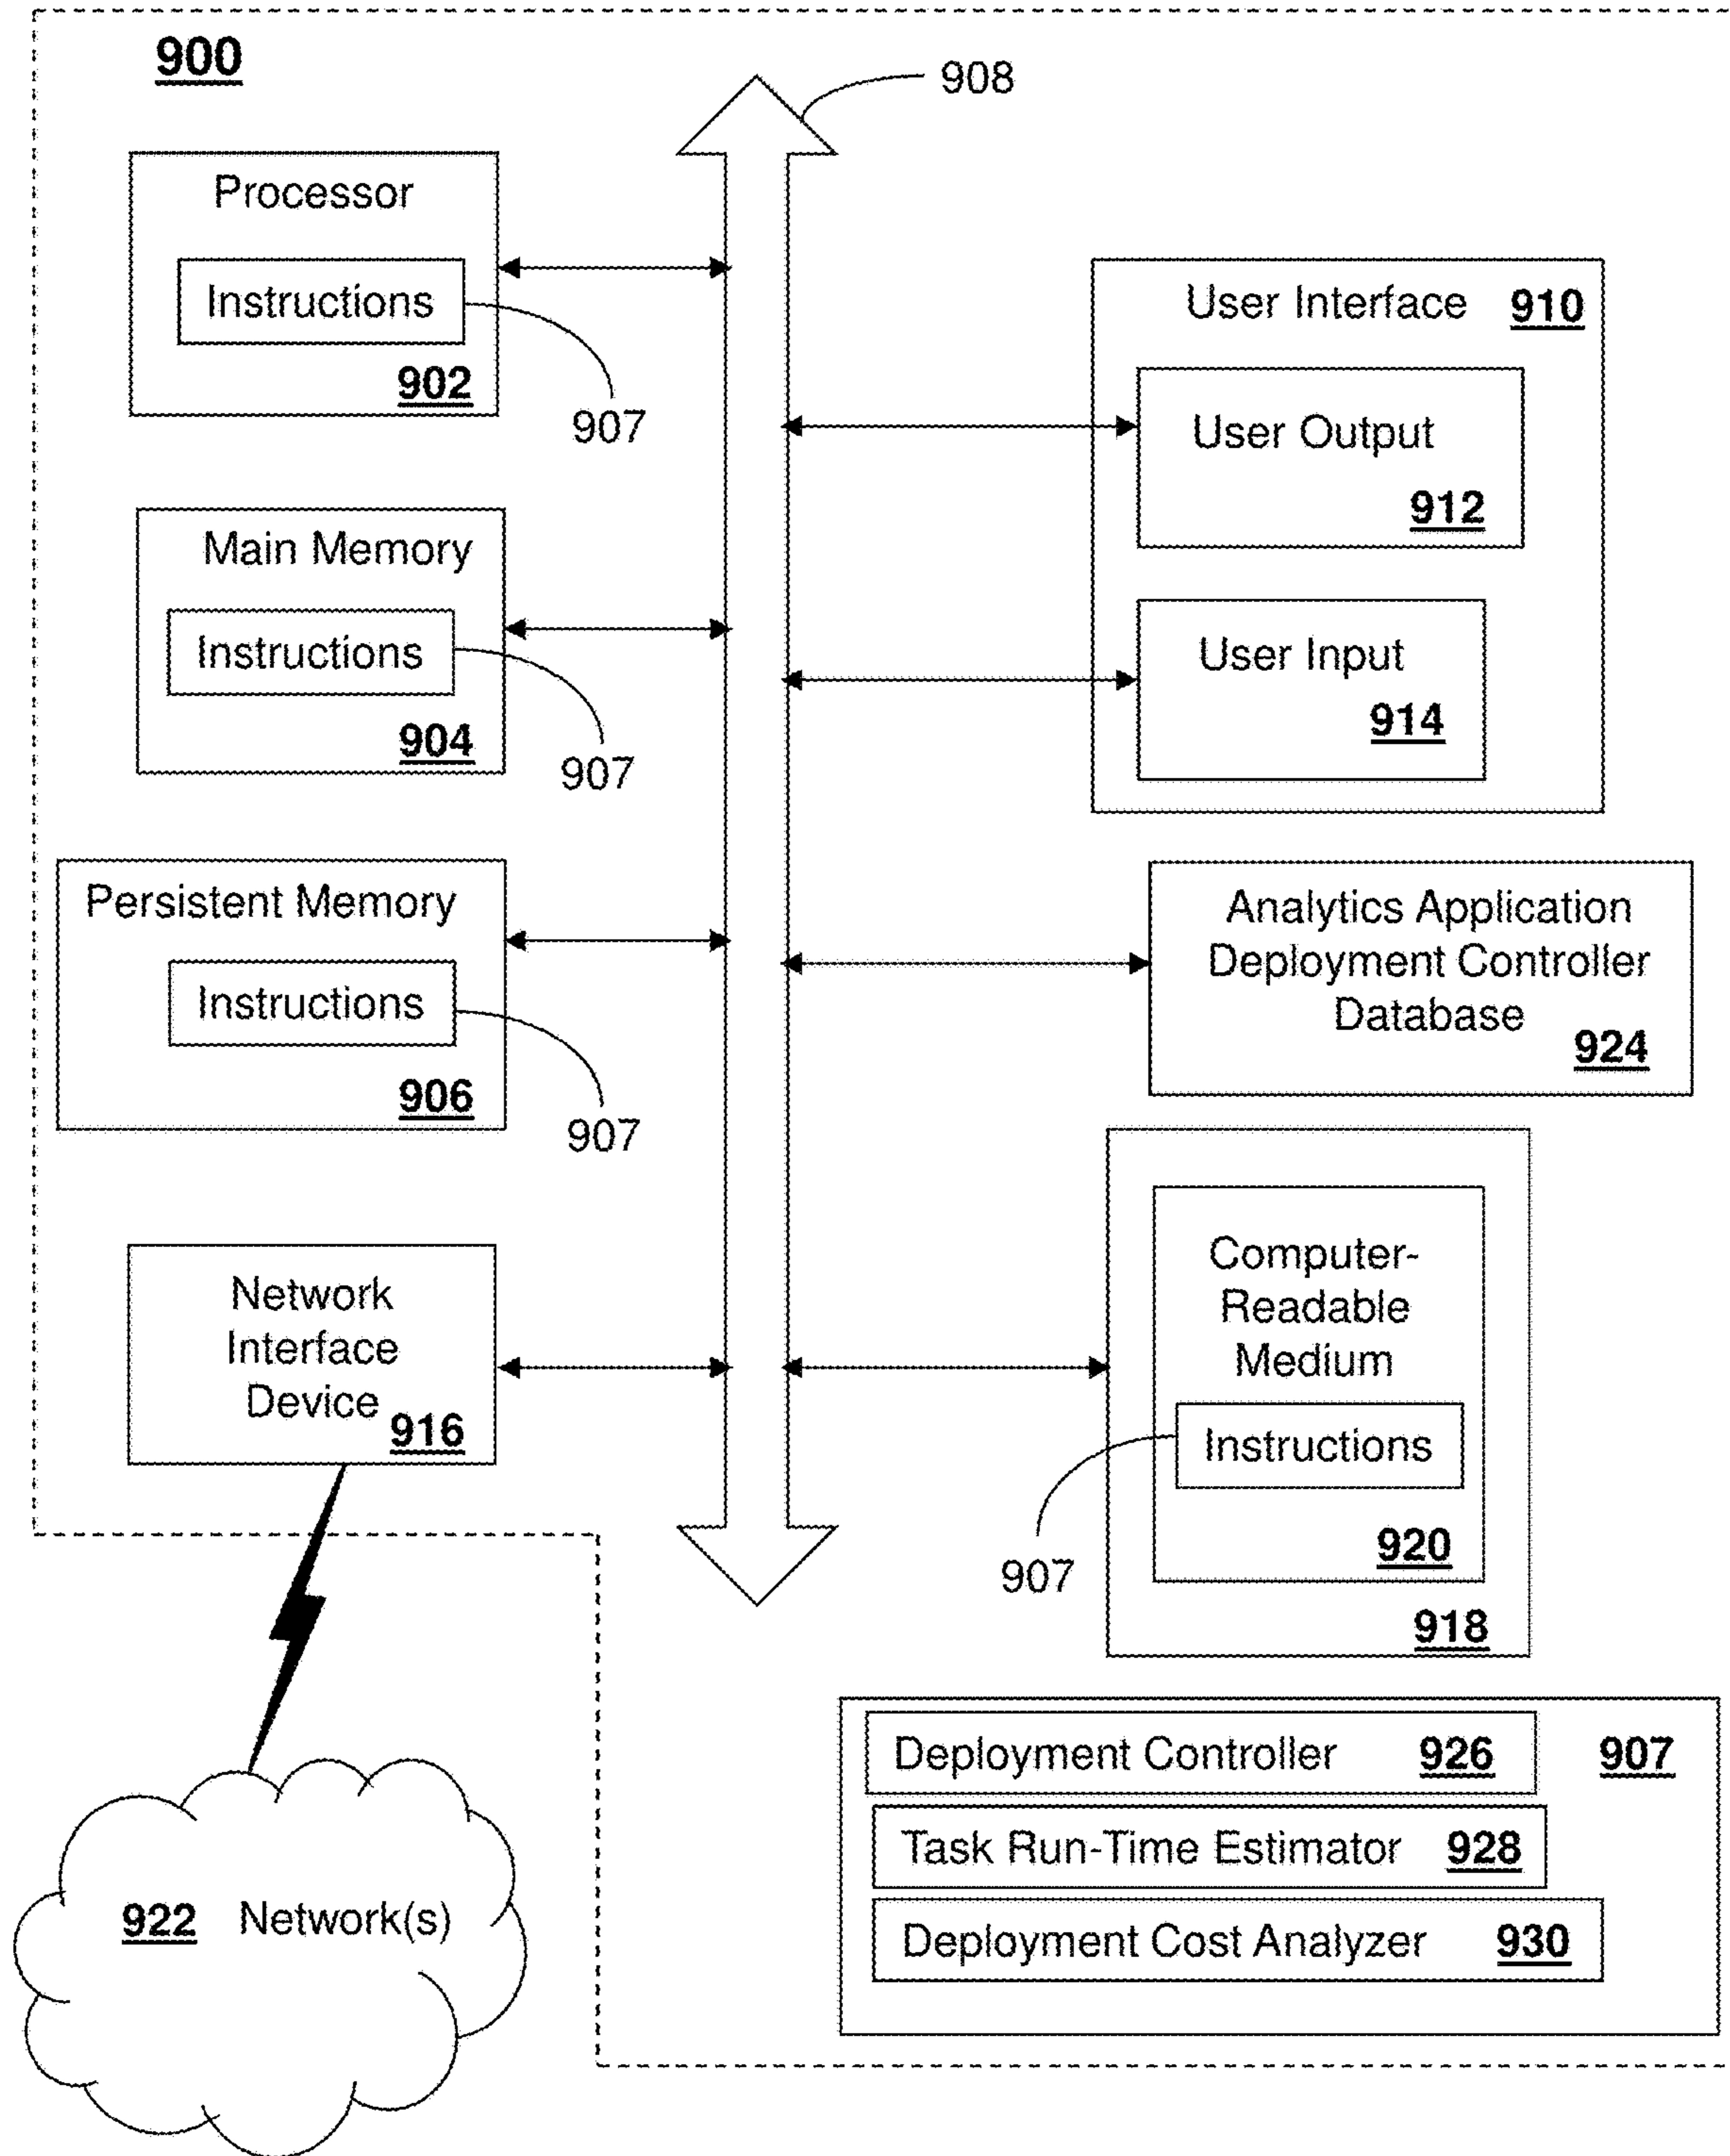 900
908
Processor
Instructions
902
907
Main Memory
Instructions
904
907
Persistent Memory
Instructions
906
907
Network
Interface
Device
916
922 Network(s)
User Interface 910
User Output
912
User Input
914
Analytics Application
Deployment Controller
Database
924
Computer-
Readable
Medium
Instructions
907
920
918
Deployment Controller 926
907
Task Run-Time Estimator 928
Deployment Cost Analyzer 930